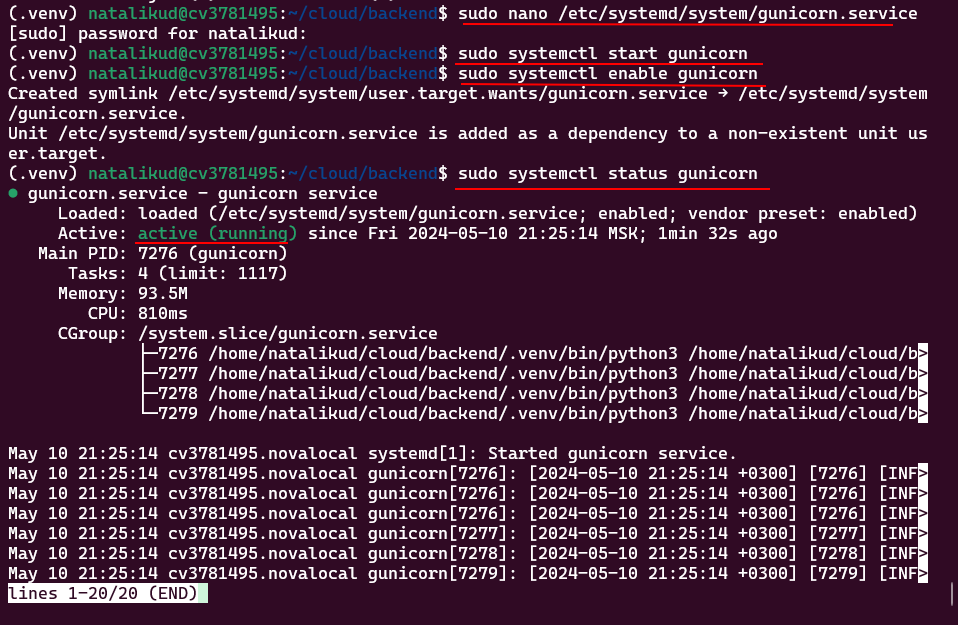 (.venv) natalikud@cv3781495:~/cloud/backend$ sudo nano /etc/systemd/system/gunicorn.service
[sudo] password for natalikud:
(.venv) natalikud@cv3781495:~/cloud/backend$ sudo systemctl start gunicorn
(.venv) natalikud@cv3781495:~/cloud/backend$ sudo systemctl enable gunicorn
Created symlink /etc/systemd/system/user.target.wants/gunicorn.service → /etc/systemd/system
/gunicorn.service.
Unit /etc/systemd/system/gunicorn.service is added as a dependency to a non-existent unit us
er.target.
(.venv) natalikud@cv3781495:~/cloud/backend$ sudo systemctl status gunicorn
● gunicorn.service - gunicorn service
Loaded: loaded (/etc/systemd/system/gunicorn.service; enabled; vendor preset: enabled)
Active: active (running) since Fri 2024-05-10 21:25:14 MSK; 1min 32s ago
Main PID: 7276 (gunicorn)
Tasks: 4 (limit: 1117)
Memory: 93.5M
CPU: 810ms
CGroup: /system.slice/gunicorn.service
├─7276 /home/natalikud/cloud/backend/.venv/bin/python3 /home/natalikud/cloud/b>
├─7277 /home/natalikud/cloud/backend/.venv/bin/python3 /home/natalikud/cloud/b>
├─7278 /home/natalikud/cloud/backend/.venv/bin/python3 /home/natalikud/cloud/b>
└─7279 /home/natalikud/cloud/backend/.venv/bin/python3 /home/natalikud/cloud/b>
May 10 21:25:14 cv3781495.novalocal systemd[1]: Started gunicorn service.
May 10 21:25:14 cv3781495.novalocal gunicorn[7276]: [2024-05-10 21:25:14 +0300] [7276] [INF>
May 10 21:25:14 cv3781495.novalocal gunicorn[7276]: [2024-05-10 21:25:14 +0300] [7276] [INF>
May 10 21:25:14 cv3781495.novalocal gunicorn[7276]: [2024-05-10 21:25:14 +0300] [7276] [INF>
May 10 21:25:14 cv3781495.novalocal gunicorn[7277]: [2024-05-10 21:25:14 +0300] [7277] [INF>
May 10 21:25:14 cv3781495.novalocal gunicorn[7278]: [2024-05-10 21:25:14 +0300] [7278] [INF>
May 10 21:25:14 cv3781495.novalocal gunicorn[7279]: [2024-05-10 21:25:14 +0300] [7279] [INF>
lines 1-20/20 (END)